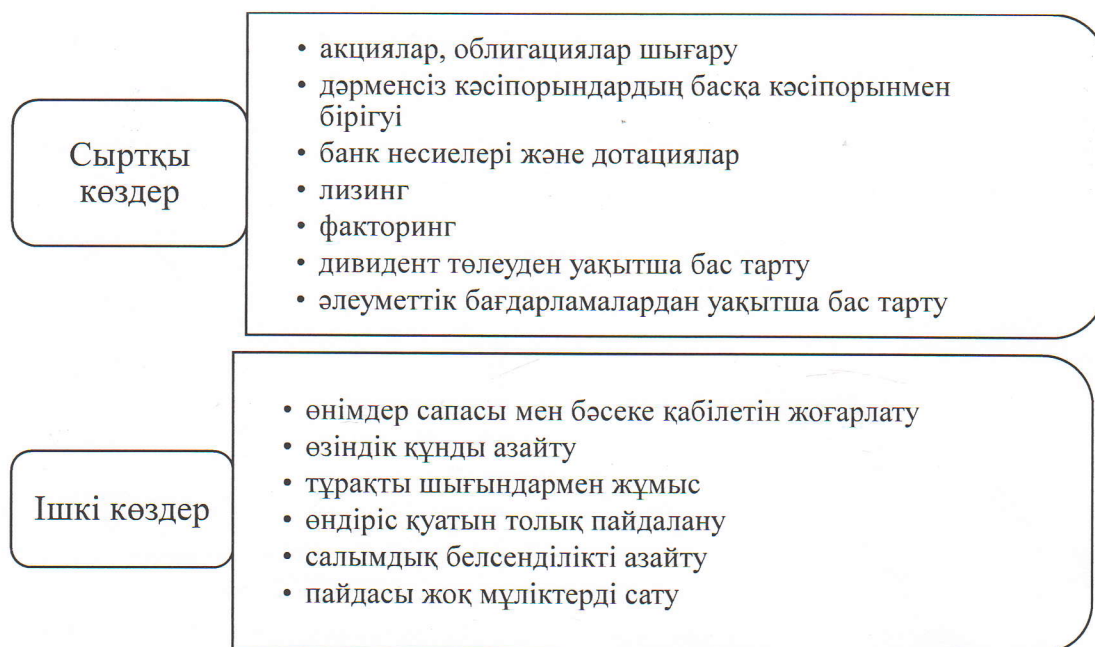 Сыртқы
көздер
• акциялар, облигациялар шығару
• дәрменсіз кәсіпорындардың басқа кәсіпорынмен
бірігуі
• банк несиелері және дотациялар
• лизинг
• факторинг
• дивидент төлеуден уақытша бас тарту
• әлеуметтік бағдарламалардан уақытша бас тарту
Ішкі көздер
• өнімдер сапасы мен бәсеке қабілетін жоғарлату
• өзіндік құнды азайту
• тұрақты шығындармен жұмыс
• өндіріс қуатын толық пайдалану
• салымдық белсенділікті азайту
• пайдасы жоқ мүліктерді сату